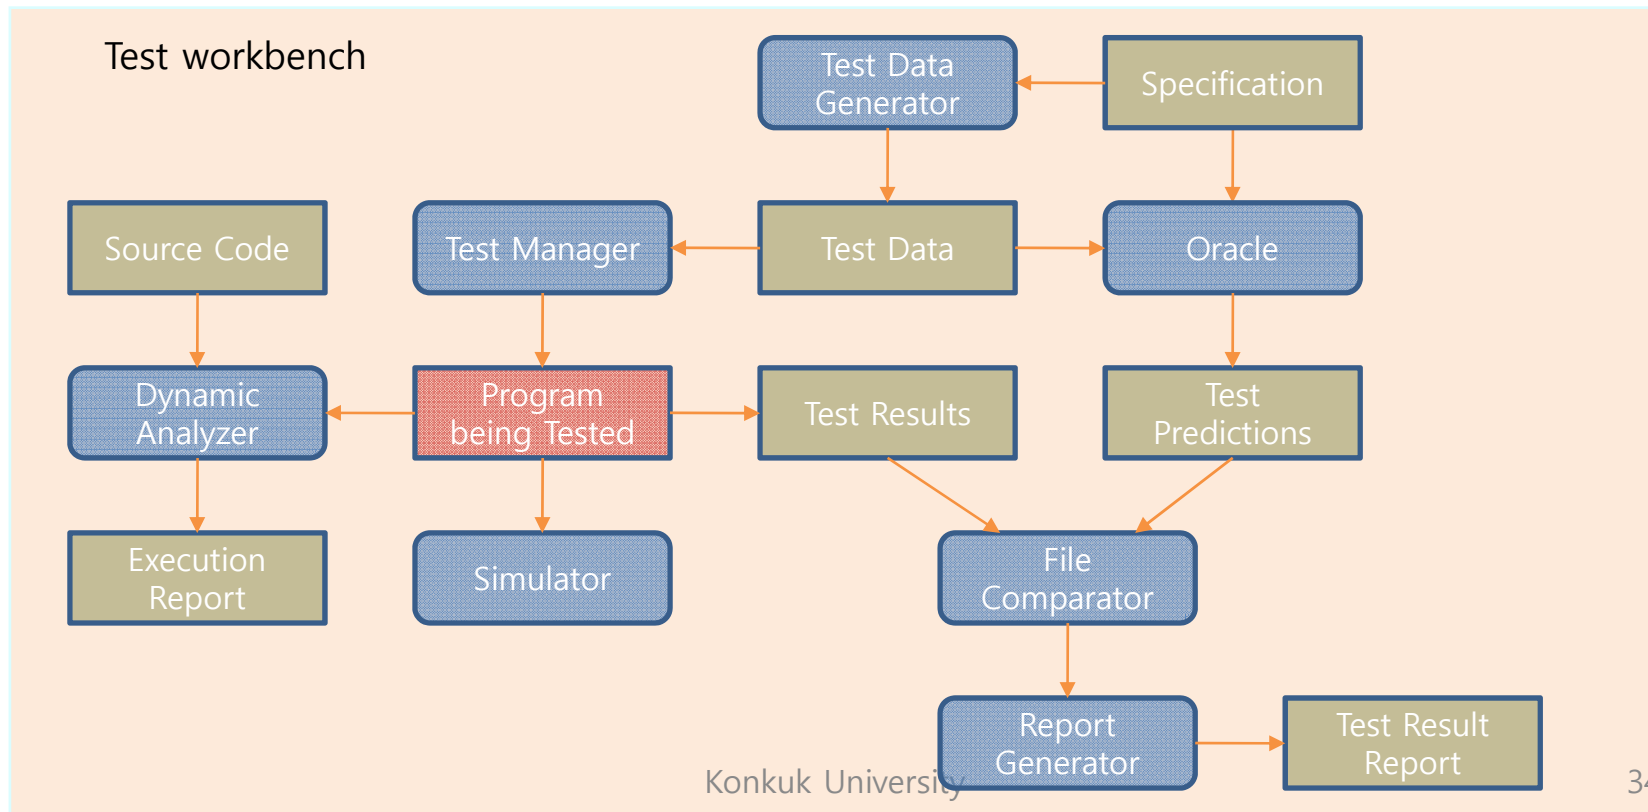 Test workbench
Test Data
Generator
Specification
Source Code
Test Manager
Test Data
Oracle
Dynamic
Analyzer
Program
being Tested
Test Results
Test
Predictions
Execution
Report
Simulator
File
Comparator
Report
Generator
Test Result
Report
Konkuk University
34